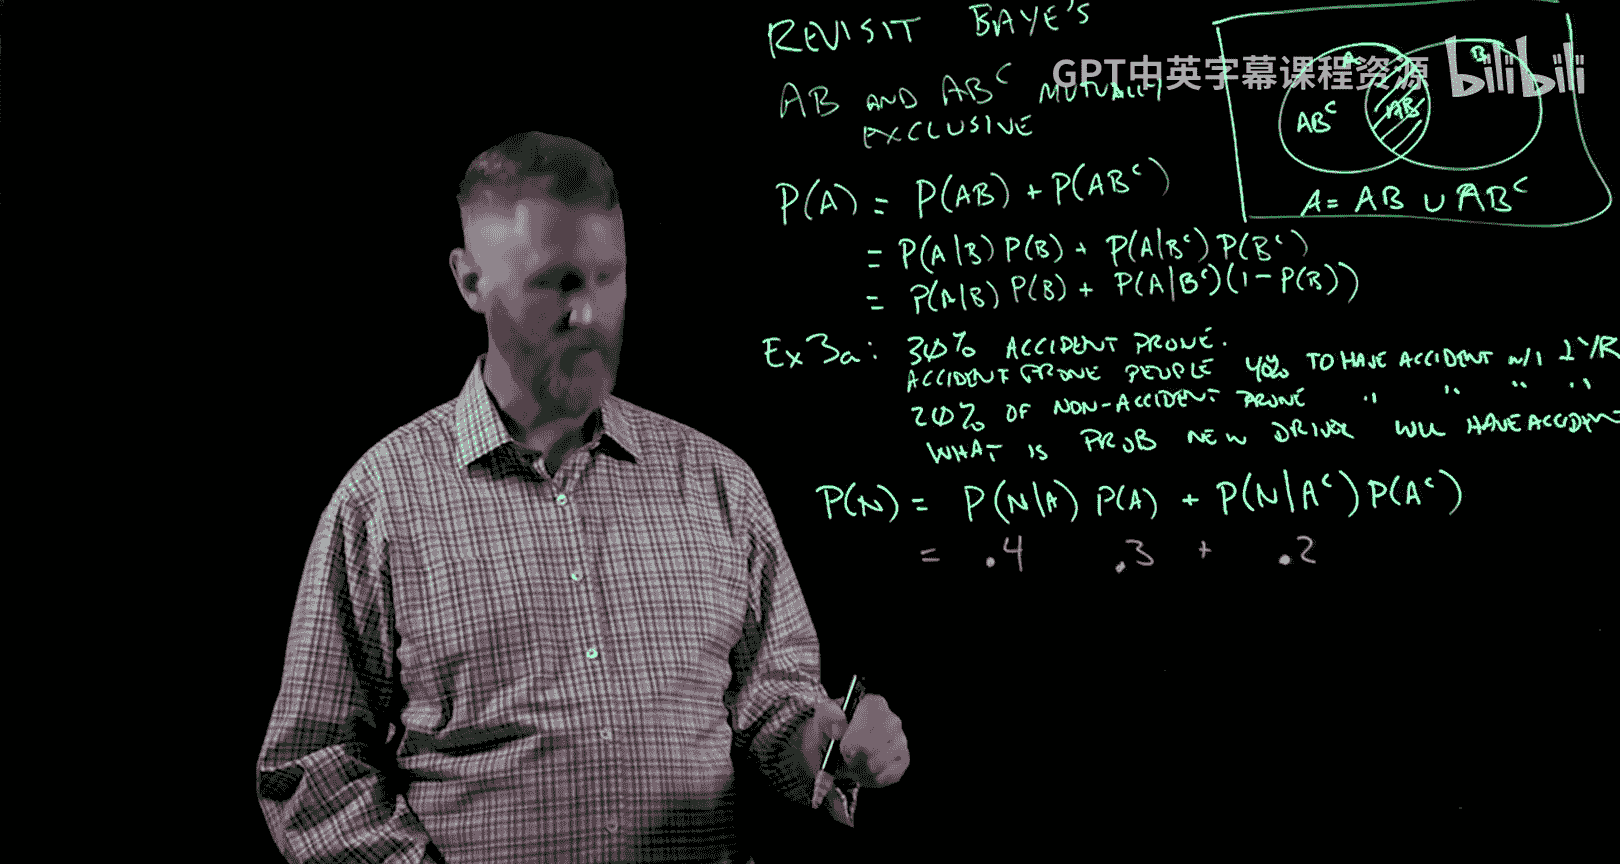 REVISIT BAYE'S
AB AND AB^C MUTUALLY
EXCLUSIVE
GPT中英字幕课程资源 bilibili
A B
AB^C AB
A = AB ∪ AB^C
P(A) = P(AB) + P(AB^C)
= P(A|B) P(B) + P(A|B^C) P(B^C)
= P(A|B) P(B) + P(A|B^C)(1 - P(B))
Ex 3a: 30% ACCIDENT PRONE.
ACCIDENT PRONE PEOPLE 40% TO HAVE ACCIDENT w/i 1 YR
20% OF NON-ACCIDENT PRONE " " " "
WHAT IS PROB NEW DRIVER WILL HAVE ACCIDEN
P(N) = P(N|A) P(A) + P(N|A^C) P(A^C)
= .4 .3 + .2